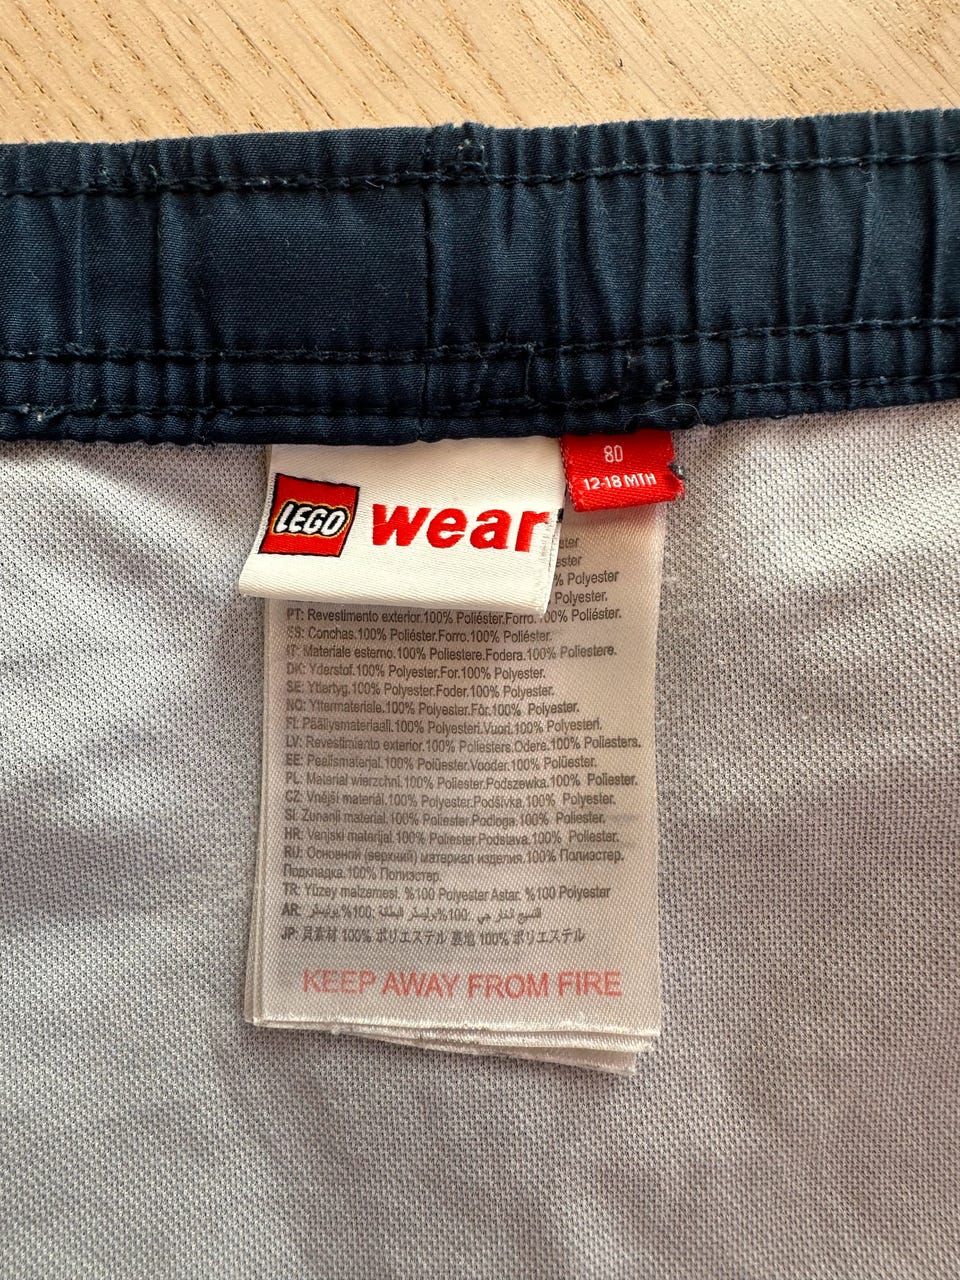 80
12-18 MTH
LEGO wear
ster
ster
% Polyester
Polyester.
PT: Revestimento exterior.100% Poliéster.Forro.100% Poliéster.
ES: Conchas.100% Poliéster.Forro.100% Poliéster.
IT: Materiale esterno.100% Poliestere.Fodera.100% Poliestere.
DK: Yderstof.100% Polyester.For.100% Polyester.
SE: Yttertyg.100% Polyester.Foder.100% Polyester.
NO: Yttermateriale.100% Polyester.Fôr.100% Polyester.
FI: Päällysmateriaali.100% Polyesteri.Vuori.100% Polyesteri.
LV: Revestimiento exterior.100% Poliesters.Odere.100% Poliesters.
EE: Pealismaterjal.100% Polüester.Vooder.100% Polüester.
PL: Materiał wierzchni.100% Poliester.Podszewka.100% Poliester.
CZ: Vnější materiál.100% Polyester.Podšívka.100% Polyester.
SI: Zunanji material.100% Poliester.Podloga.100% Poliester.
HR: Vanjski materijal.100% Poliester.Podstava.100% Poliester.
RU: Основной (верхний) материал изделия.100% Полиэстер.
Подкладка.100% Полиэстер.
TR: Yüzey malzemesi. %100 Polyester Astar. %100 Polyester
AR: 100% 100%
JP: 100% ポリエステル 裏地 100% ポリエステル
KEEP AWAY FROM FIRE